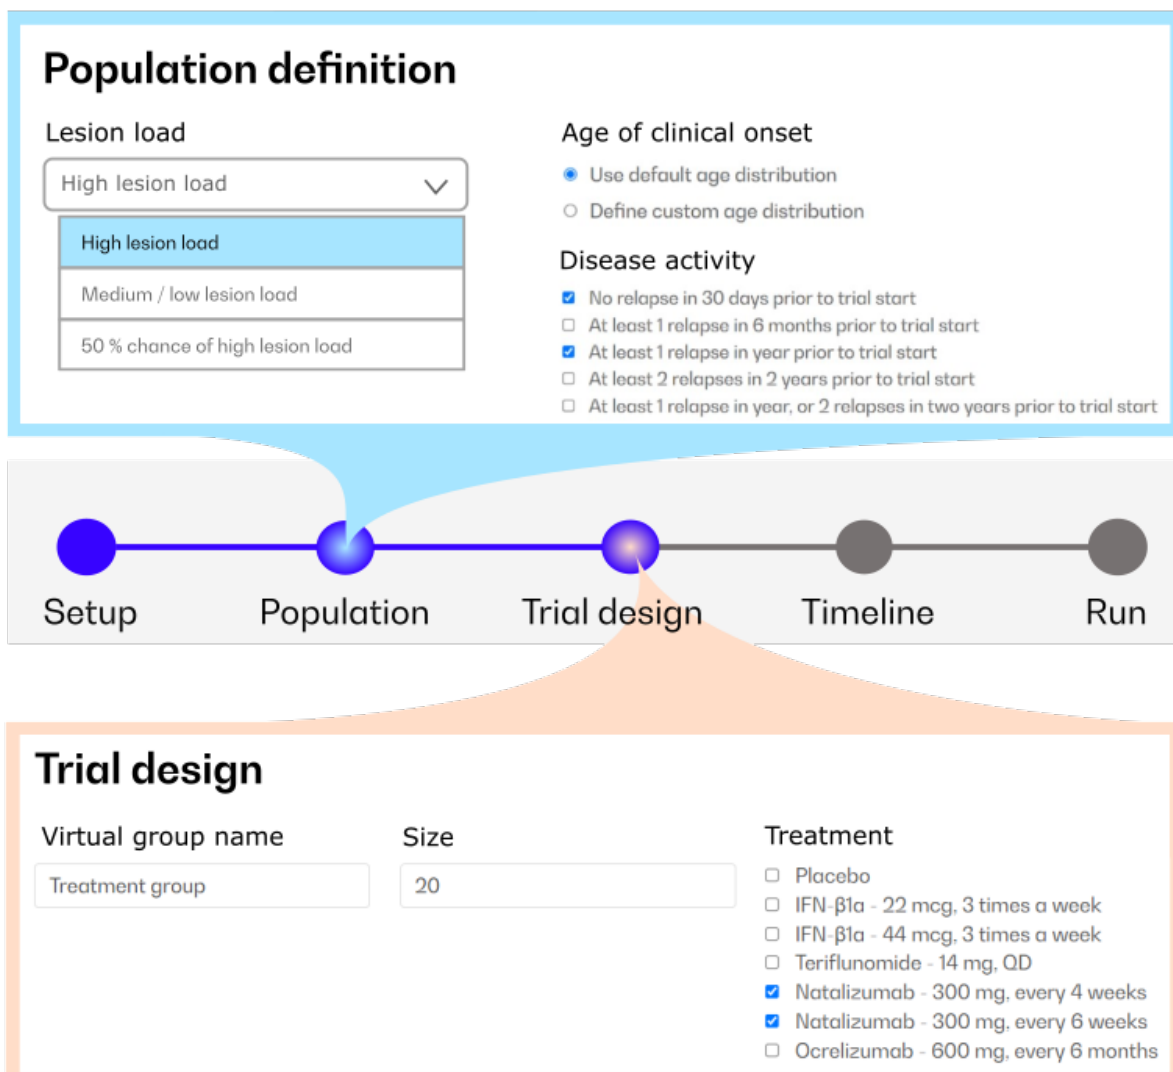 Population definition
Lesion load
High lesion load
High lesion load
Medium / low lesion load
50 % chance of high lesion load
Age of clinical onset
Use default age distribution
Define custom age distribution
Disease activity
No relapse in 30 days prior to trial start
At least 1 relapse in 6 months prior to trial start
At least 1 relapse in year prior to trial start
At least 2 relapses in 2 years prior to trial start
At least 1 relapse in year, or 2 relapses in two years prior to trial start
Setup
Population
Trial design
Timeline
Run
Trial design
Virtual group name
Treatment group
Size
20
Treatment
Placebo
IFN-β1a - 22 mcg, 3 times a week
IFN-β1a - 44 mcg, 3 times a week
Teriflunomide - 14 mg, QD
Natalizumab - 300 mg, every 4 weeks
Natalizumab - 300 mg, every 6 weeks
Ocrelizumab - 600 mg, every 6 months